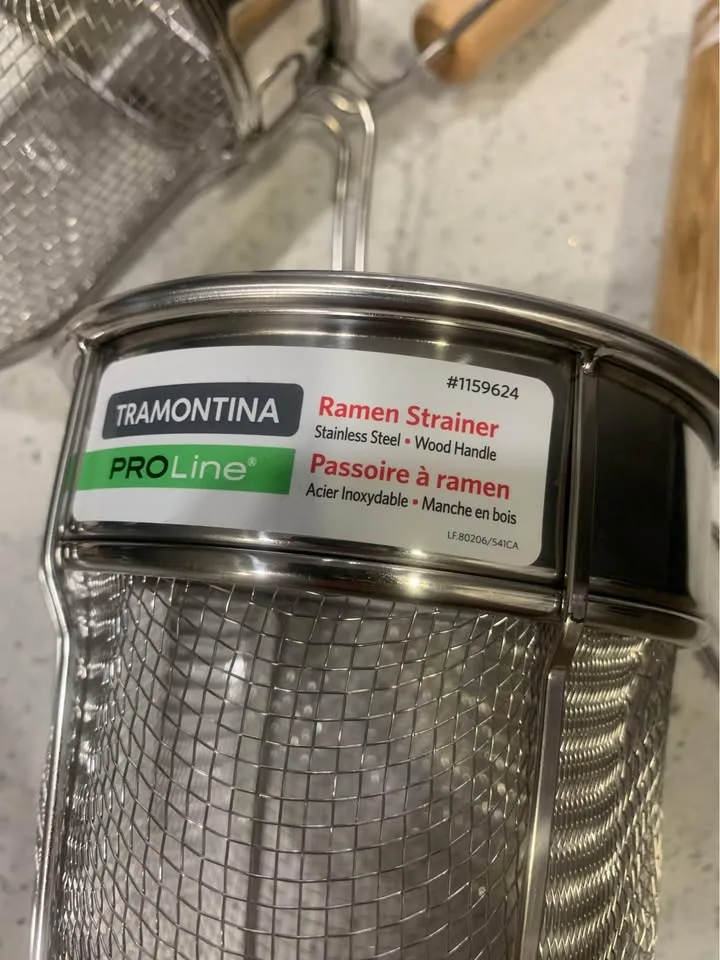 #1159624
TRAMONTINA
PROLine®
Ramen Strainer
Stainless Steel • Wood Handle
Passoire à ramen
Acier Inoxydable • Manche en bois
LF.80206/541CA